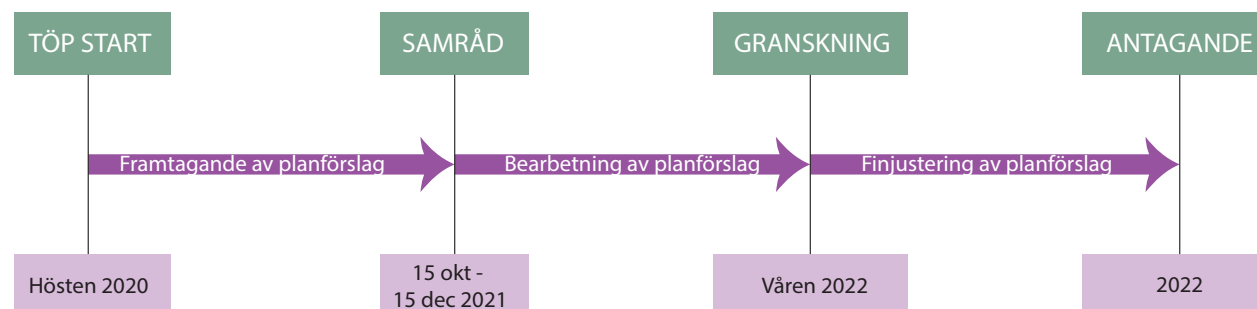 TÖP START
SAMRÅD
GRANSKNING
ANTAGANDE
Framtagande av planförslag
Bearbetning av planförslag
Finjustering av planförslag
Hösten 2020
15 okt -
15 dec 2021
Våren 2022
2022